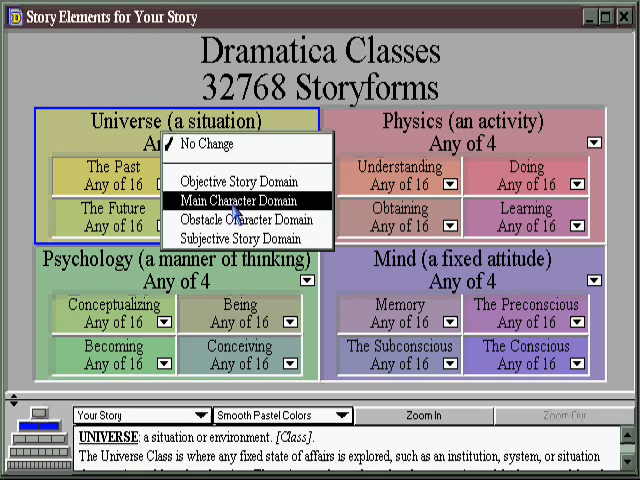 Story Elements for Your Story
Dramatica Classes
32768 Storyforms
Universe (a situation)
Physics (an activity)
Any of 4
No Change
Objective Story Domain
Main Character Domain
Obstacle Character Domain
Subjective Story Domain
The Past
Any of 16
The Future
Any of 16
Understanding
Any of 16
Doing
Any of 16
Obtaining
Any of 16
Learning
Any of 16
Psychology (a manner of thinking)
Any of 4
Mind (a fixed attitude)
Any of 4
Conceptualizing
Any of 16
Being
Any of 16
Becoming
Any of 16
Conceiving
Any of 16
Memory
Any of 16
The Preconscious
Any of 16
The Subconscious
Any of 16
The Conscious
Any of 16
Your Story
Smooth Pastel Colors
Zoom In
Zoom Out
UNIVERSE: a situation or environment. [Class].
The Universe Class is where any fixed state of affairs is explored, such as an institution, system, or situation